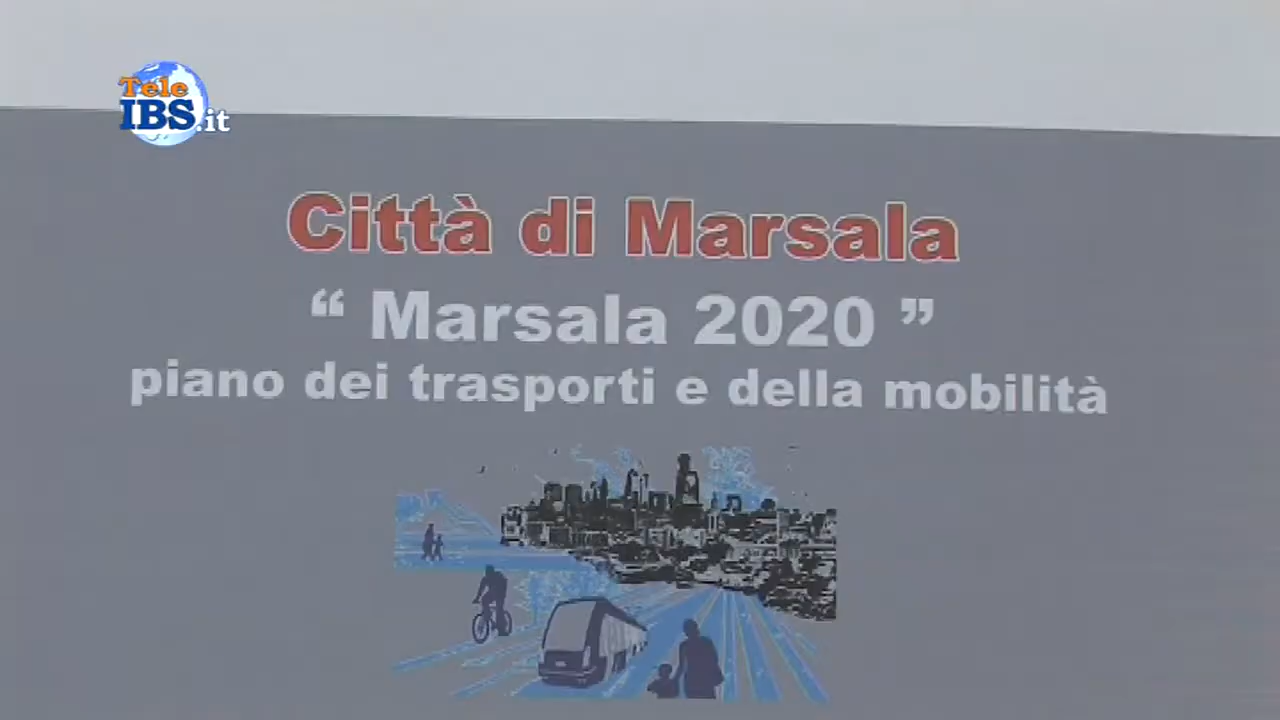 Tele
IBS.it
Città di Marsala
“ Marsala 2020 ”
piano dei trasporti e della mobilità